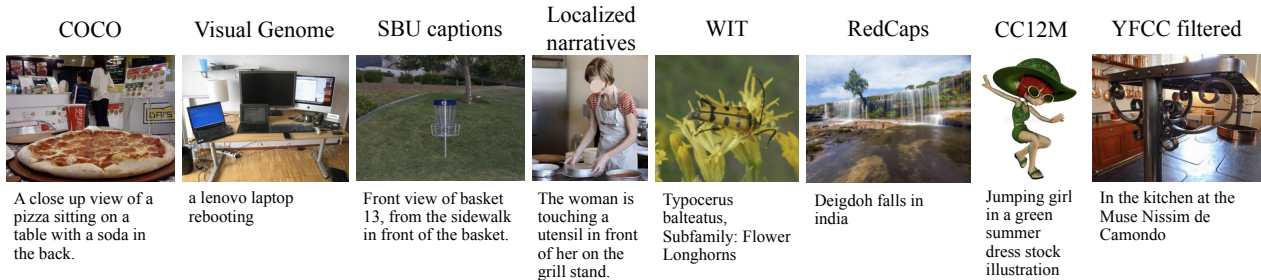 COCO
A close up view of a
pizza sitting on a
table with a soda in
the back.
Visual Genome
a lenovo laptop
rebooting
SBU captions
13
Front view of basket
13, from the sidewalk
in front of the basket.
Localized
narratives
The woman is
touching a
utensil in front
of her on the
grill stand.
WIT
Typocerus
balteatus,
Subfamily: Flower
Longhorns
RedCaps
Deigdoh falls in
india
CC12M
Jumping girl
in a green
summer
dress stock
illustration
YFCC filtered
In the kitchen at the
Muse Nissim de
Camondo